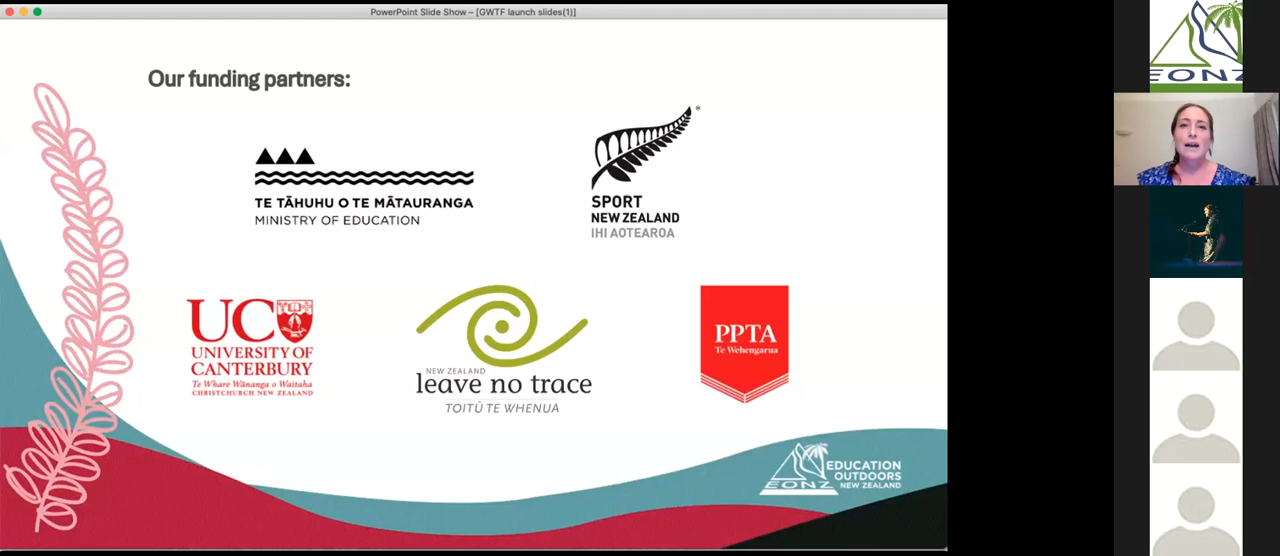 PowerPoint Slide Show – [GWTF launch slides(1)]
Our funding partners:
TE TĀHUHU O TE MĀTAURANGA
MINISTRY OF EDUCATION
SPORT
NEW ZEALAND
IHI AOTEAROA
UC
UNIVERSITY OF
CANTERBURY
Te Whare Wānanga o Waitaha
CHRISTCHURCH NEW ZEALAND
NEW ZEALAND
leave no trace
TOITŪ TE WHENUA
PPTA
Te Wehengarua
EONZ
EDUCATION
OUTDOORS
NEW ZEALAND
EONZ